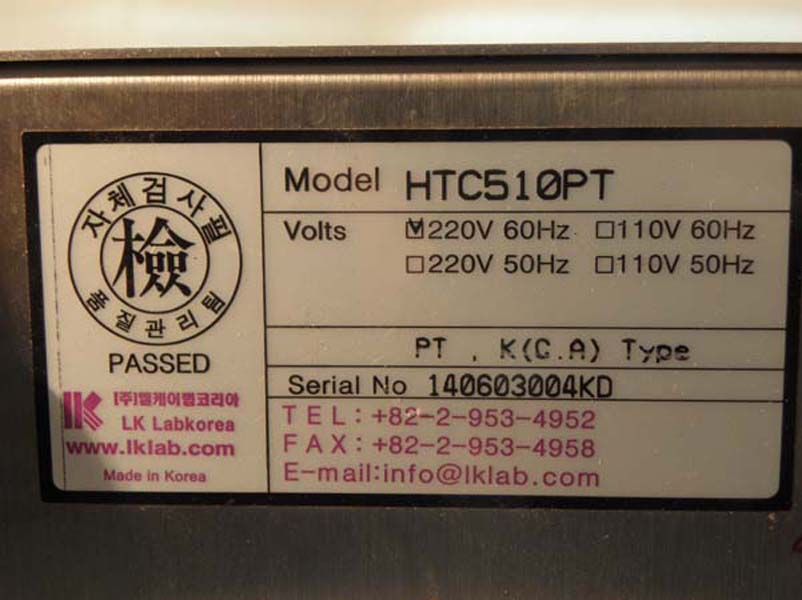 자체검사필
檢
품질관리팀
PASSED
LK
[주]엘케이랩코리아
LK Labkorea
www.lklab.com
Made in Korea
Model HTC510PT
Volts ☑220V 60Hz ☐110V 60Hz
☐220V 50Hz ☐110V 50Hz
PT , K(C.A) Type
Serial No 140603004KD
TEL: +82-2-953-4952
FAX: +82-2-953-4958
E-mail:info@lklab.com